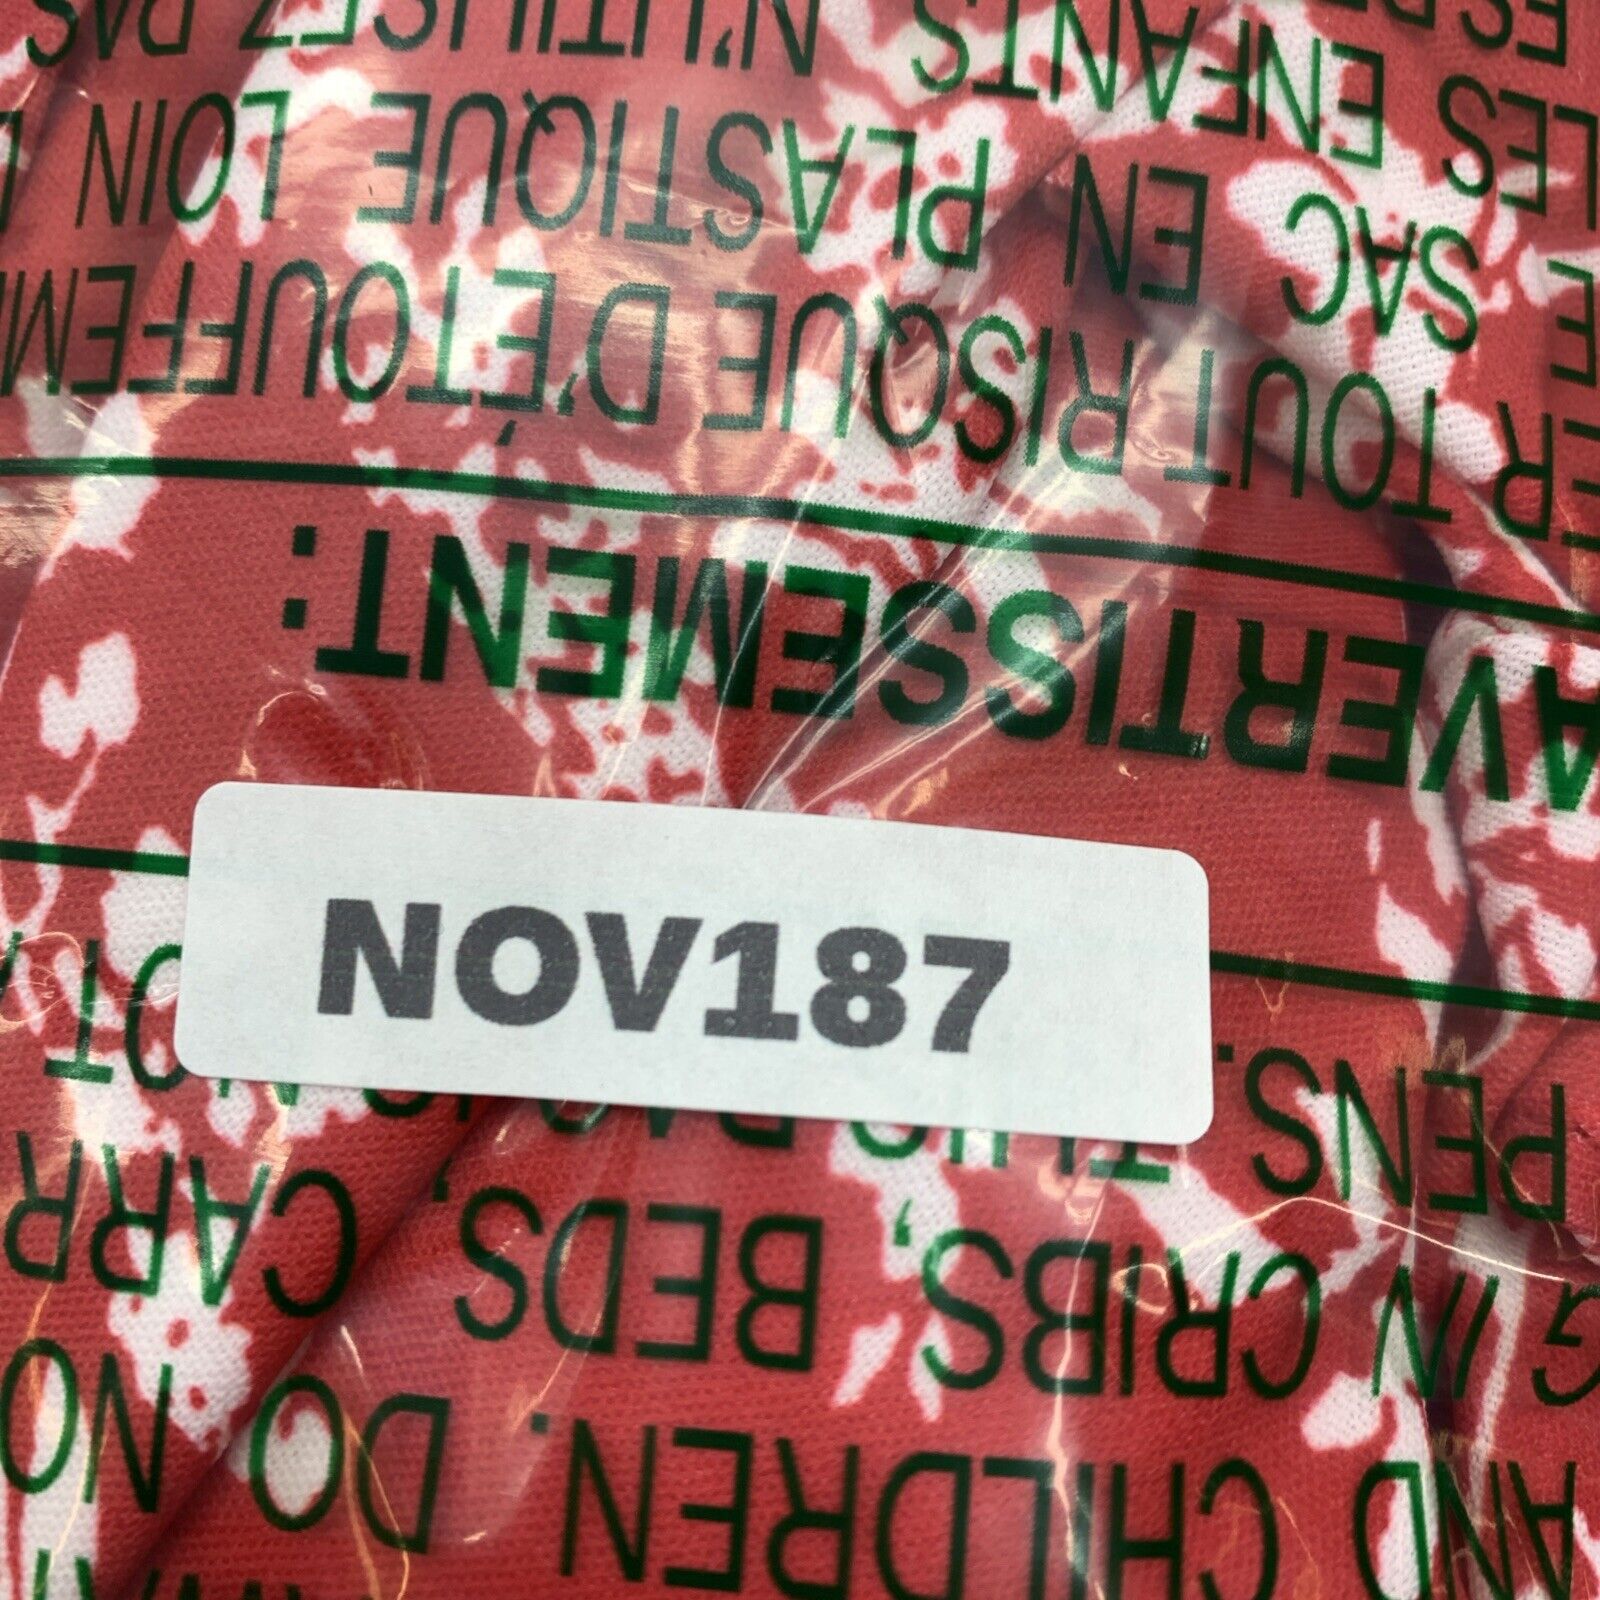 AND CHILDREN. DO NO
G IN CRIBS, BEDS, CARR
PENS.
NOV187
AVERTISSEMENT:
ER TOUT RISQUE D'ÉTOUFFEM
SAC EN PLASTIQUE LOIN
LES ENFANTS N'UTILISEZ PAS